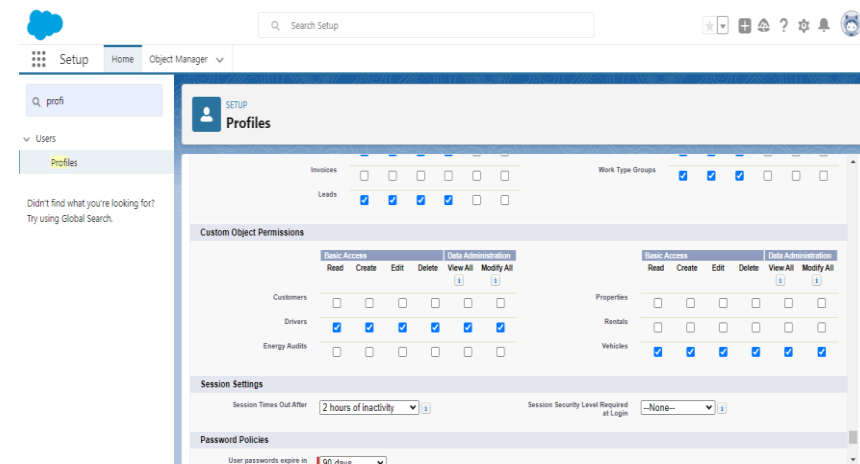 Search Setup
Setup Home Object Manager
profi
SETUP
Profiles
Users
Profiles
Didn't find what you're looking for?
Try using Global Search.
Invoices Work Type Groups
Leads
Custom Object Permissions
Basic Access Data Administration Basic Access Data Administration
Read Create Edit Delete View All Modify All Read Create Edit Delete View All Modify All
i i i i
Customers Properties
Drivers Rentals
Energy Audits Vehicles
Session Settings
Session Times Out After 2 hours of inactivity i Session Security Level Required
at Login --None-- i
Password Policies
User passwords expire in 90 days